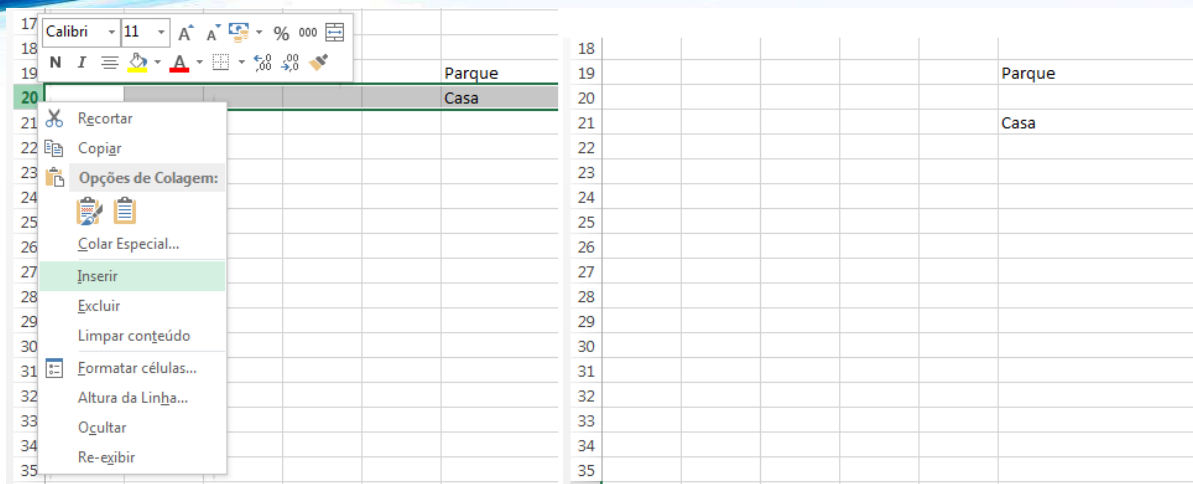 17
Calibri 11 A A % 000
18
N I A ,00 ,00
19 Parque
20 Casa
21
Recortar
22
Copiar
23
Opções de Colagem:
24
25
26
Colar Especial...
27
Inserir
28
Excluir
29
Limpar conteúdo
30
31
Formatar células...
32
Altura da Linha...
33
Ocultar
34
Re-exibir
35
18
19 Parque
20
21 Casa
22
23
24
25
26
27
28
29
30
31
32
33
34
35